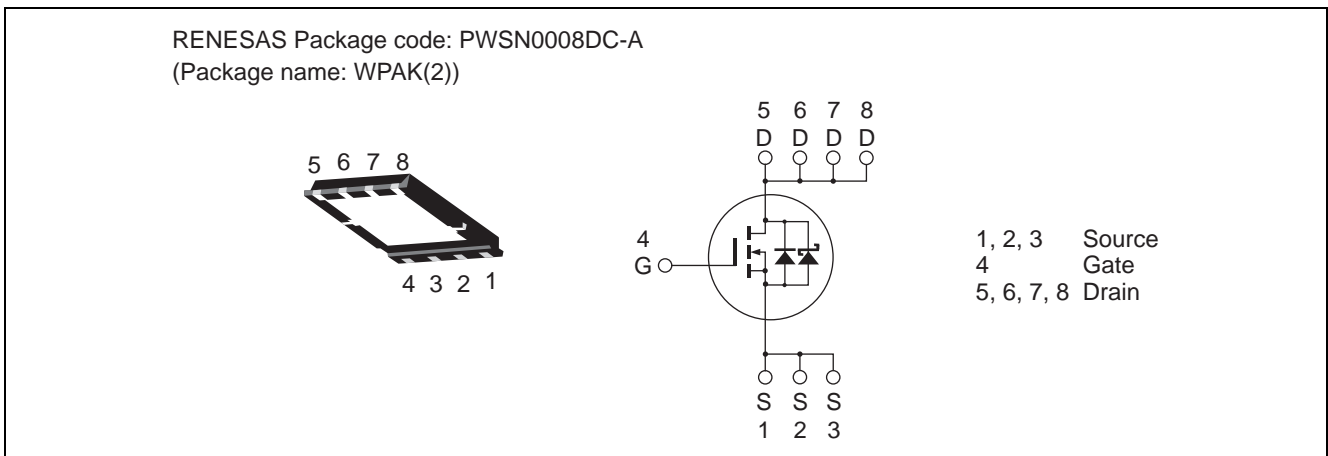 RENESAS Package code: PWSN0008DC-A
(Package name: WPAK(2))
5 6 7 8
4 3 2 1
5 6 7 8
D D D D
4
G
S S S
1 2 3
1, 2, 3 Source
4 Gate
5, 6, 7, 8 Drain